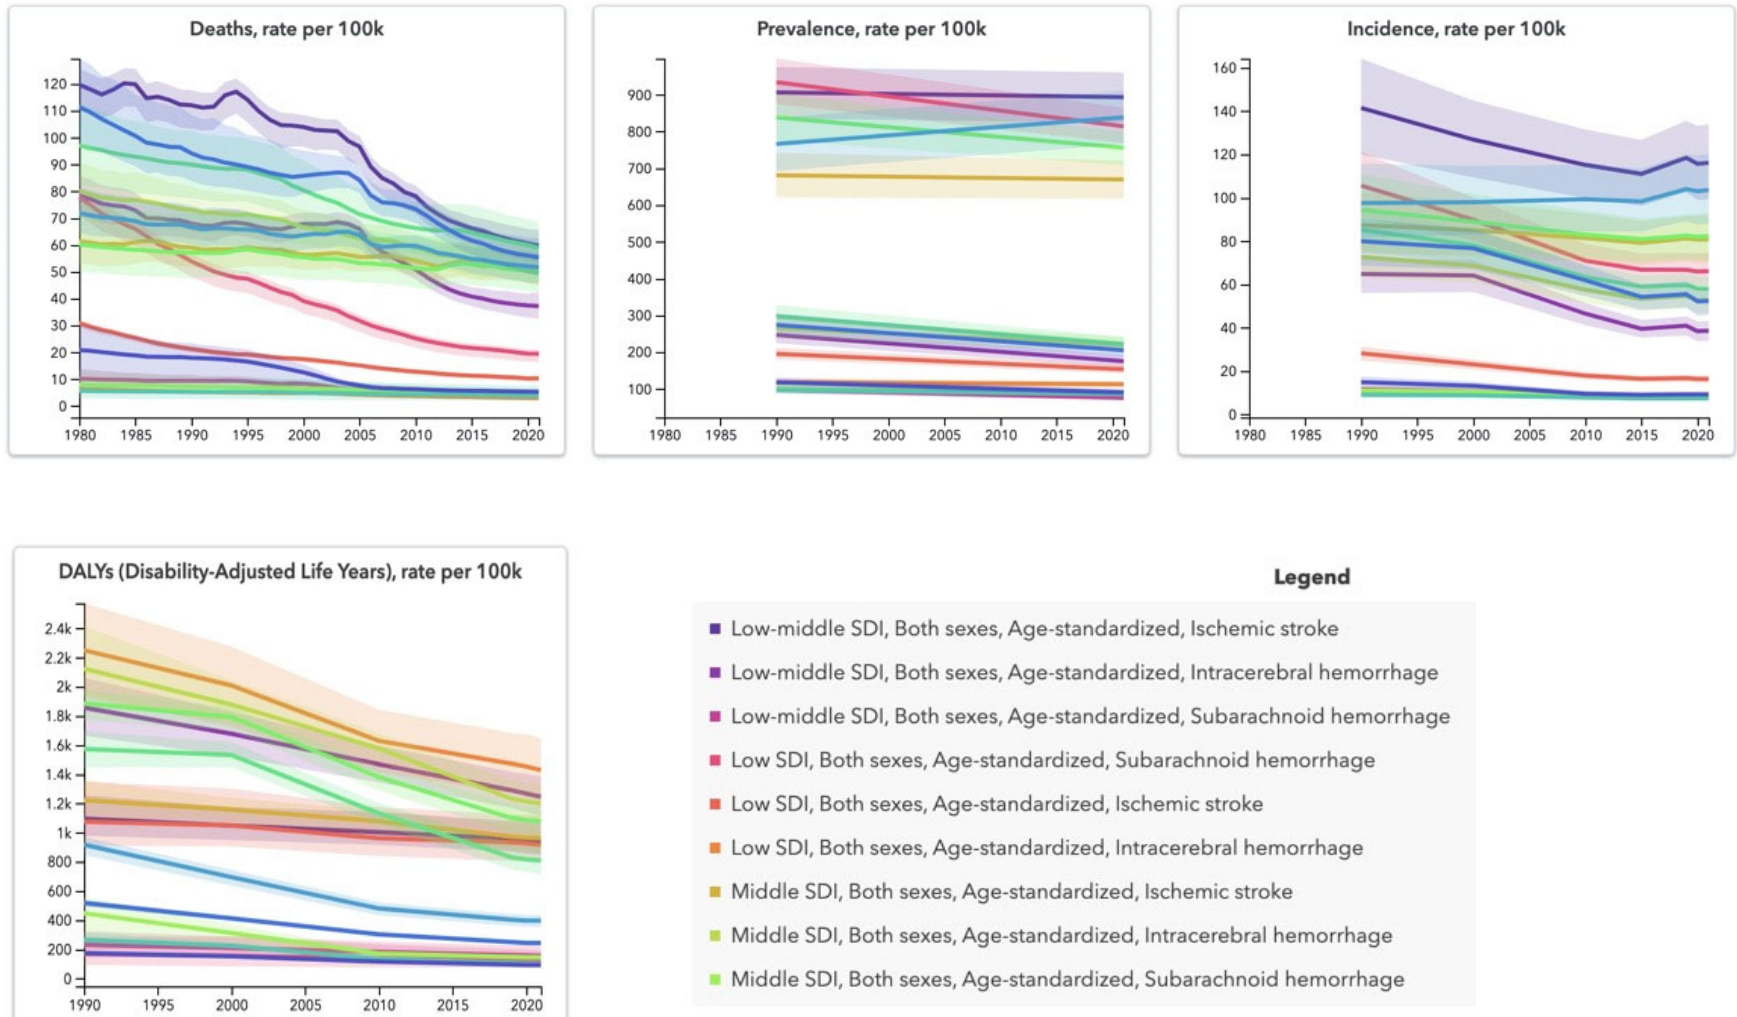 Deaths, rate per 100k
120
110
100
90
80
70
60
50
40
30
20
10
0
1980 1985 1990 1995 2000 2005 2010 2015 2020
Prevalence, rate per 100k
900
800
700
600
500
400
300
200
100
1980 1985 1990 1995 2000 2005 2010 2015 2020
Incidence, rate per 100k
160
140
120
100
80
60
40
20
0
1980 1985 1990 1995 2000 2005 2010 2015 2020
DALYs (Disability-Adjusted Life Years), rate per 100k
2.4k
2.2k
2k
1.8k
1.6k
1.4k
1.2k
1k
800
600
400
200
0
1990 1995 2000 2005 2010 2015 2020
Legend
Low-middle SDI, Both sexes, Age-standardized, Ischemic stroke
Low-middle SDI, Both sexes, Age-standardized, Intracerebral hemorrhage
Low-middle SDI, Both sexes, Age-standardized, Subarachnoid hemorrhage
Low SDI, Both sexes, Age-standardized, Subarachnoid hemorrhage
Low SDI, Both sexes, Age-standardized, Ischemic stroke
Low SDI, Both sexes, Age-standardized, Intracerebral hemorrhage
Middle SDI, Both sexes, Age-standardized, Ischemic stroke
Middle SDI, Both sexes, Age-standardized, Intracerebral hemorrhage
Middle SDI, Both sexes, Age-standardized, Subarachnoid hemorrhage